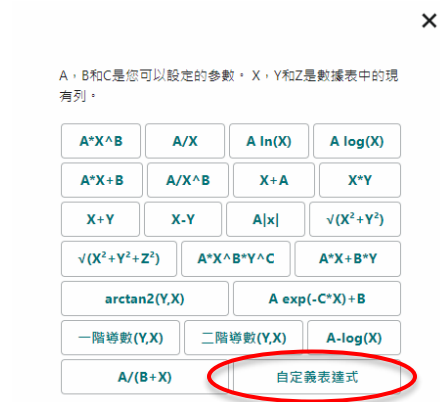 ×
A，B和C是您可以設定的參數。 X，Y和Z是數據表中的現
有列。
A*X^B A/X A ln(X) A log(X)
A*X+B A/X^B X+A X*Y
X+Y X-Y A|x| √(X²+Y²)
√(X²+Y²+Z²) A*X^B*Y^C A*X+B*Y
arctan2(Y,X) A exp(-C*X)+B
一階導數(Y,X) 二階導數(Y,X) A-log(X)
A/(B+X) 自定義表達式